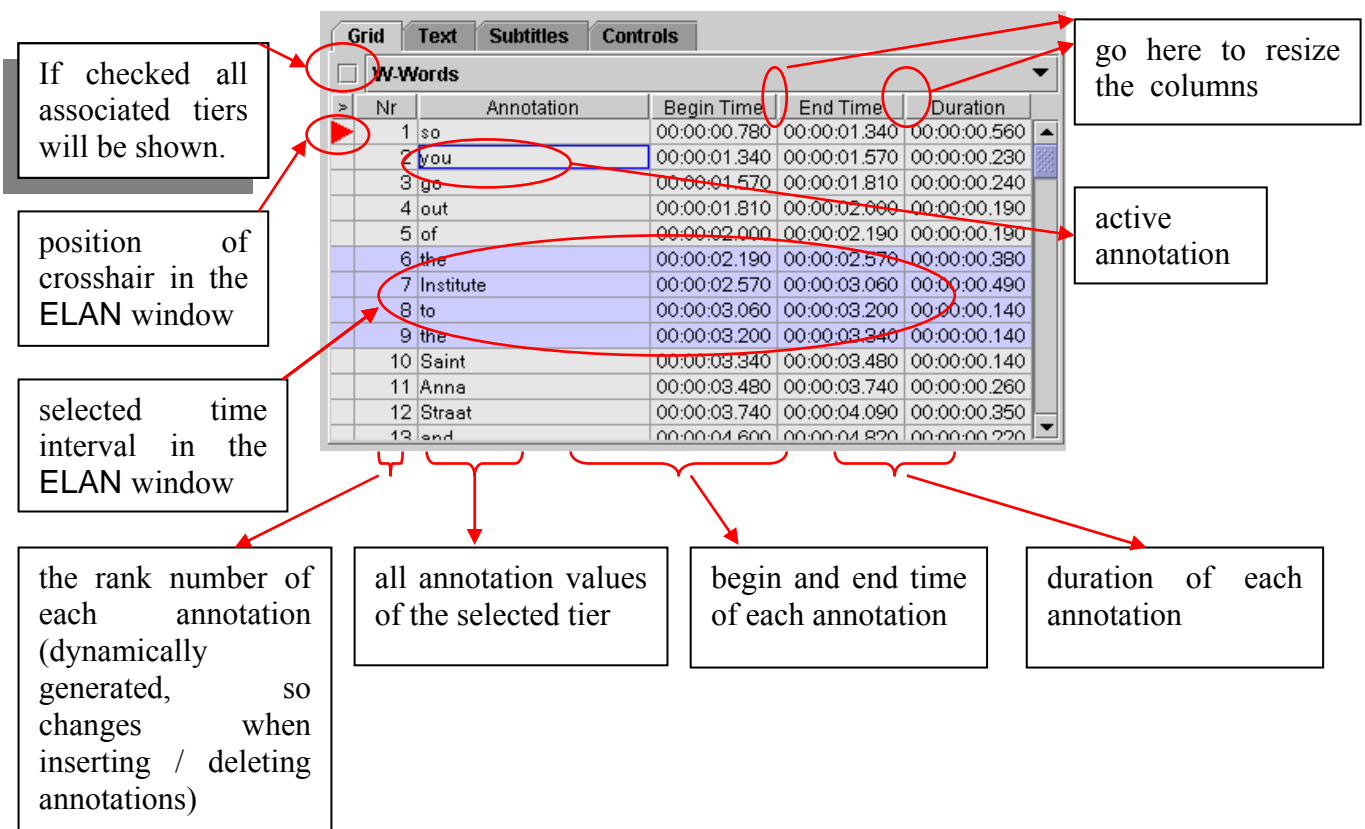 Grid Text Subtitles Controls
W-Words
> Nr Annotation Begin Time End Time Duration
1 so 00:00:00.780 00:00:01.340 00:00:00.560
2 you 00:00:01.340 00:00:01.570 00:00:00.230
3 go 00:00:01.570 00:00:01.810 00:00:00.240
4 out 00:00:01.810 00:00:02.000 00:00:00.190
5 of 00:00:02.000 00:00:02.190 00:00:00.190
6 the 00:00:02.190 00:00:02.570 00:00:00.380
7 Institute 00:00:02.570 00:00:03.060 00:00:00.490
8 to 00:00:03.060 00:00:03.200 00:00:00.140
9 the 00:00:03.200 00:00:03.340 00:00:00.140
10 Saint 00:00:03.340 00:00:03.480 00:00:00.140
11 Anna 00:00:03.480 00:00:03.740 00:00:00.260
12 Straat 00:00:03.740 00:00:04.090 00:00:00.350
13 and 00:00:04.600 00:00:04.820 00:00:00.220
If checked all
associated tiers
will be shown.
position of
crosshair in the
ELAN window
selected time
interval in the
ELAN window
go here to resize
the columns
active
annotation
the rank number of
each annotation
(dynamically
generated, so
changes when
inserting / deleting
annotations)
all annotation values
of the selected tier
begin and end time
of each annotation
duration of each
annotation